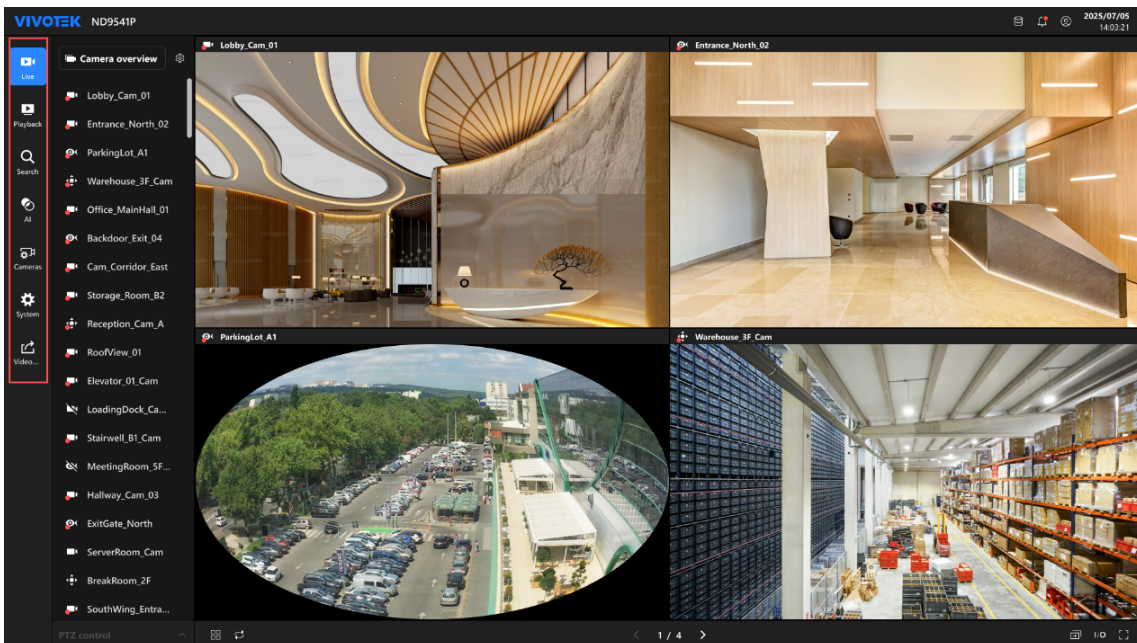 VIVOTEK ND9541P
2025/07/05
14:03:21
Live
Playback
Search
AI
Cameras
System
Video...
Camera overview
Lobby_Cam_01
Entrance_North_02
ParkingLot_A1
Warehouse_3F_Cam
Office_MainHall_01
Backdoor_Exit_04
Cam_Corridor_East
Storage_Room_B2
Reception_Cam_A
RoofView_01
Elevator_01_Cam
LoadingDock_Ca...
Stairwell_B1_Cam
MeetingRoom_5F...
Hallway_Cam_03
ExitGate_North
ServerRoom_Cam
BreakRoom_2F
SouthWing_Entra...
PTZ control
Lobby_Cam_01
Entrance_North_02
ParkingLot_A1
Warehouse_3F_Cam
1 / 4
I/O